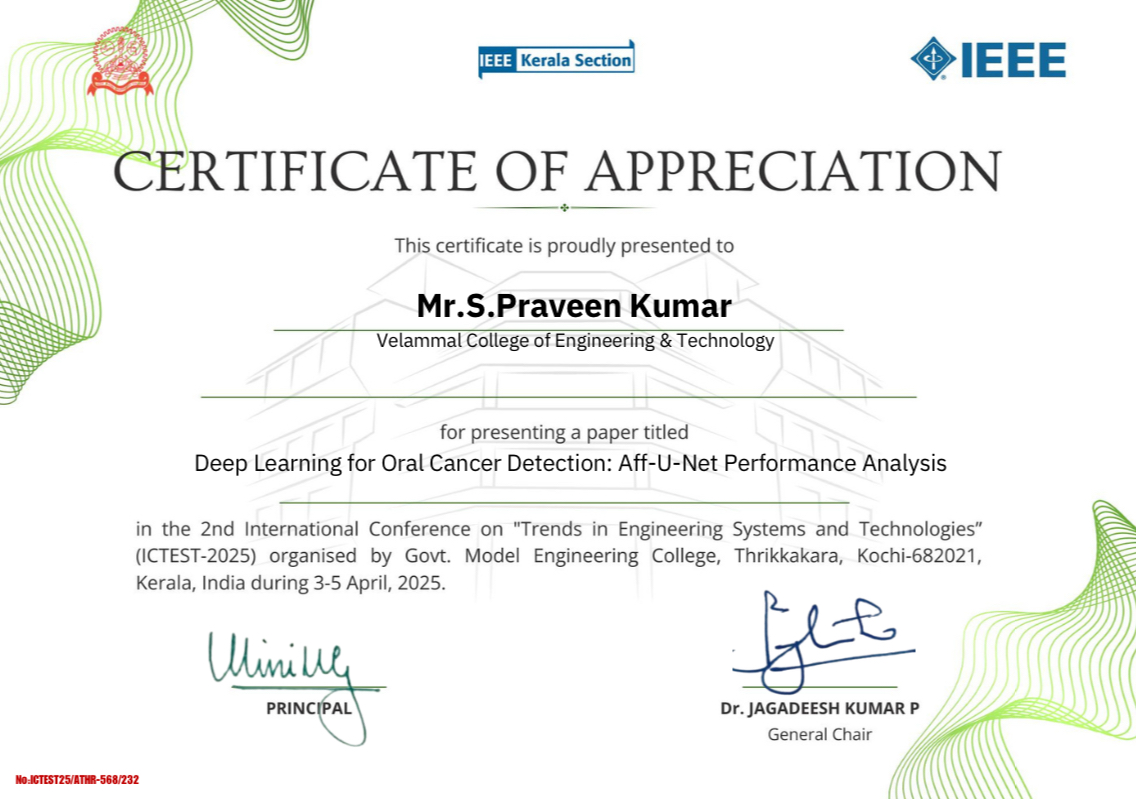 IEEE Kerala Section
IEEE
CERTIFICATE OF APPRECIATION
This certificate is proudly presented to
Mr.S.Praveen Kumar
Velammal College of Engineering & Technology
for presenting a paper titled
Deep Learning for Oral Cancer Detection: Aff-U-Net Performance Analysis
in the 2nd International Conference on "Trends in Engineering Systems and Technologies”
(ICTEST-2025) organised by Govt. Model Engineering College, Thrikkakara, Kochi-682021,
Kerala, India during 3-5 April, 2025.
PRINCIPAL
Dr. JAGADEESH KUMAR P
General Chair
No:ICTEST25/ATHR-568/232